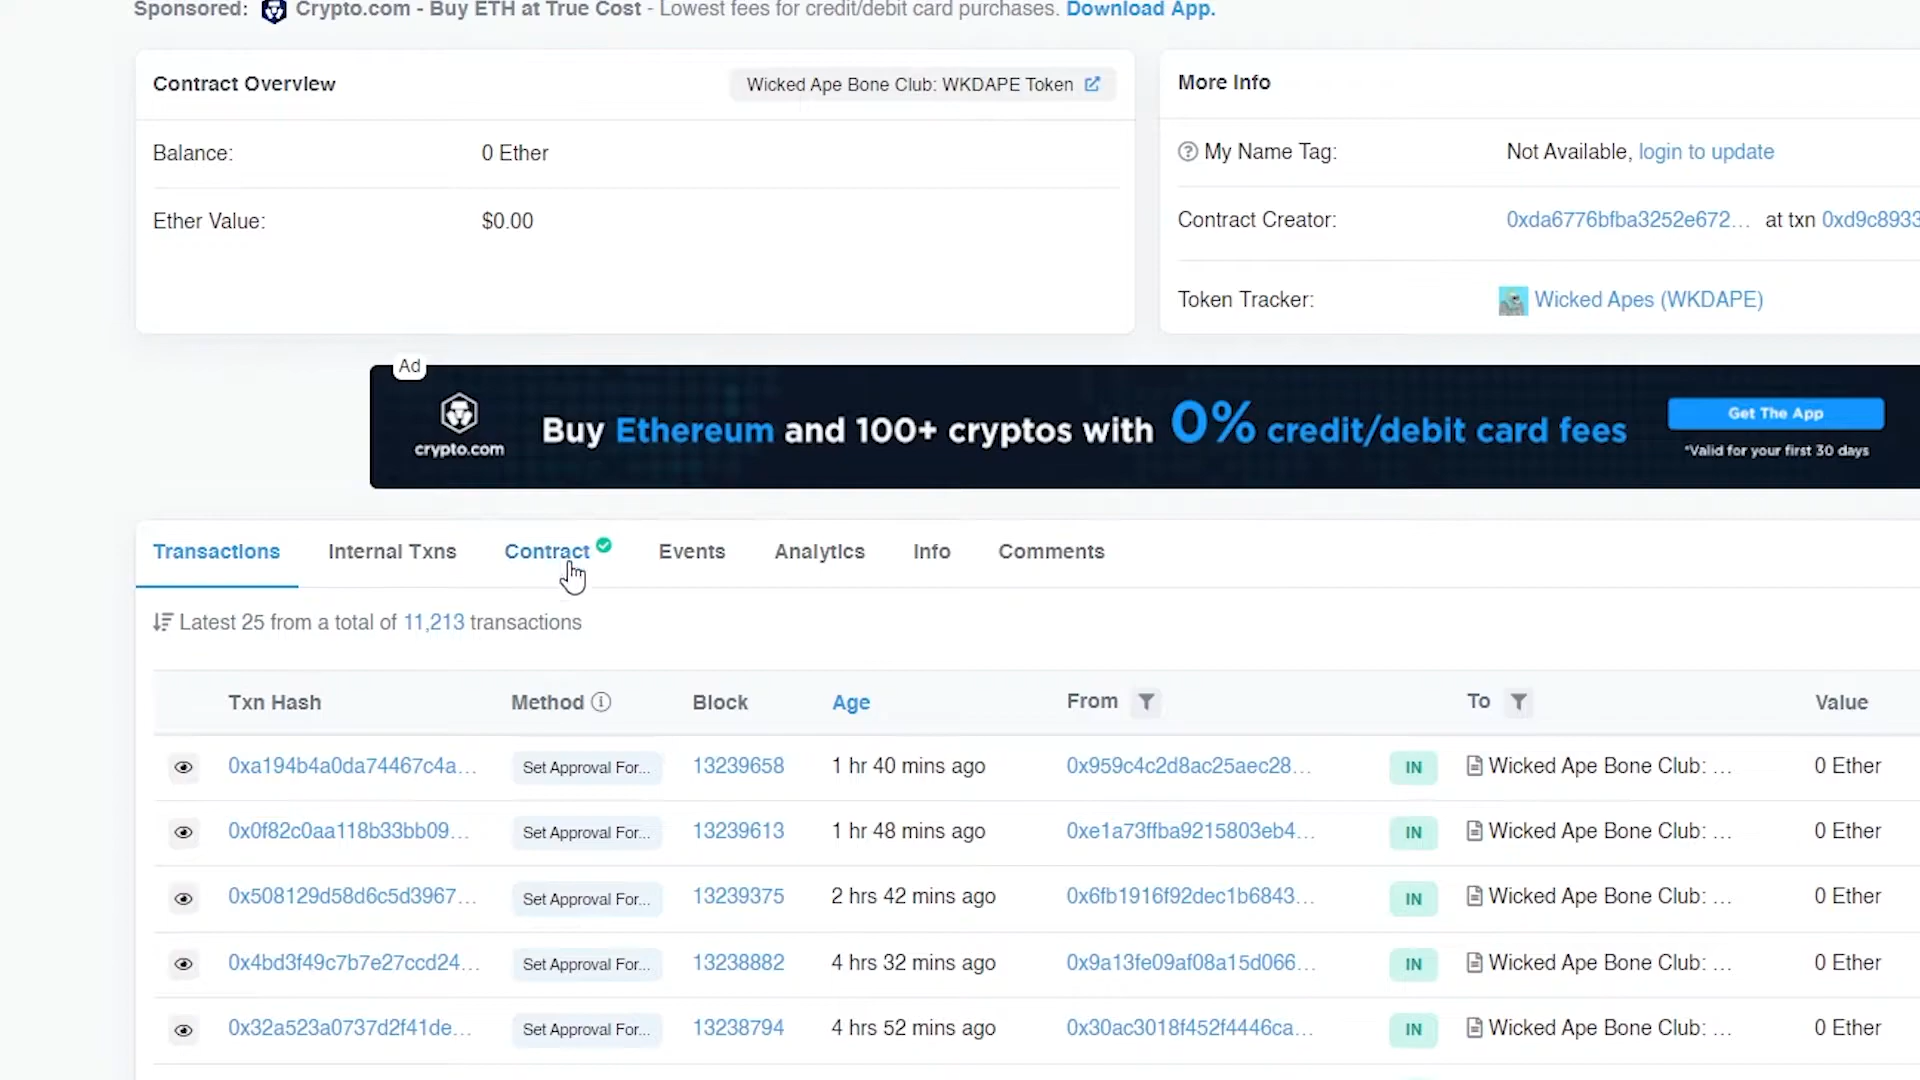 Sponsored: Crypto.com - Buy ETH at True Cost - Lowest fees for credit/debit card purchases. Download App.
Contract Overview
Wicked Ape Bone Club: WKDAPE Token
More Info
Balance: 0 Ether
My Name Tag: Not Available, login to update
Ether Value: $0.00
Contract Creator: 0xda6776bfba3252e672... at txn 0xd9c8933
Token Tracker: Wicked Apes (WKDAPE)
Ad
crypto.com
Buy Ethereum and 100+ cryptos with 0% credit/debit card fees
Get The App
*Valid for your first 30 days
Transactions Internal Txns Contract Events Analytics Info Comments
Latest 25 from a total of 11,213 transactions
Txn Hash Method Block Age From To Value
0xa194b4a0da74467c4a... Set Approval For... 13239658 1 hr 40 mins ago 0x959c4c2d8ac25aec28... IN Wicked Ape Bone Club: ... 0 Ether
0x0f82c0aa118b33bb09... Set Approval For... 13239613 1 hr 48 mins ago 0xe1a73ffba9215803eb4... IN Wicked Ape Bone Club: ... 0 Ether
0x508129d58d6c5d3967... Set Approval For... 13239375 2 hrs 42 mins ago 0x6fb1916f92dec1b6843... IN Wicked Ape Bone Club: ... 0 Ether
0x4bd3f49c7b7e27ccd24... Set Approval For... 13238882 4 hrs 32 mins ago 0x9a13fe09af08a15d066... IN Wicked Ape Bone Club: ... 0 Ether
0x32a523a0737d2f41de... Set Approval For... 13238794 4 hrs 52 mins ago 0x30ac3018f452f4446ca... IN Wicked Ape Bone Club: ... 0 Ether